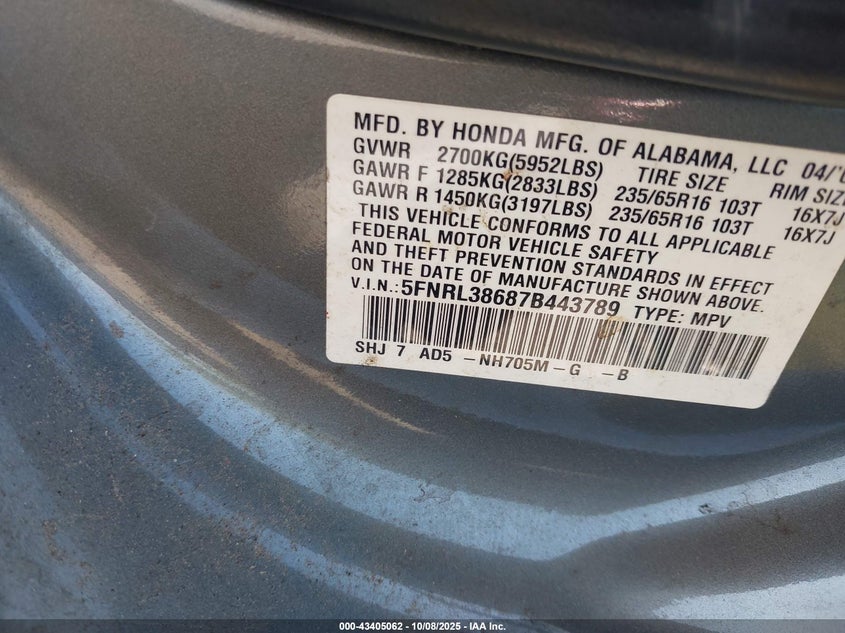 MFD. BY HONDA MFG. OF ALABAMA, LLC 04/
GVWR 2700KG(5952LBS) TIRE SIZE RIM SIZE
GAWR F 1285KG(2833LBS) 235/65R16 103T 16X7J
GAWR R 1450KG(3197LBS) 235/65R16 103T 16X7J
THIS VEHICLE CONFORMS TO ALL APPLICABLE
FEDERAL MOTOR VEHICLE SAFETY
AND THEFT PREVENTION STANDARDS IN EFFECT
ON THE DATE OF MANUFACTURE SHOWN ABOVE.
V.I.N.:5FNRL38687B443789 TYPE: MPV
SHJ 7 AD5 -NH705M-G -B
000-43405062 - 10/08/2025 - IAA Inc.